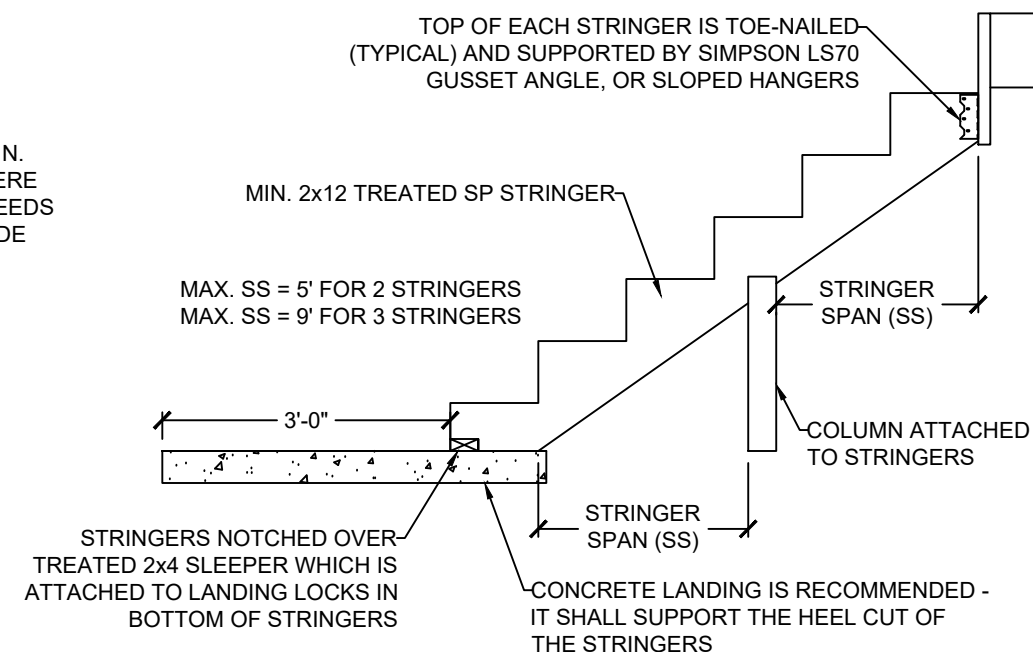 TOP OF EACH STRINGER IS TOE-NAILED
(TYPICAL) AND SUPPORTED BY SIMPSON LS70
GUSSET ANGLE, OR SLOPED HANGERS
N.
ERE
EEDS
DE
MIN. 2x12 TREATED SP STRINGER
MAX. SS = 5' FOR 2 STRINGERS
MAX. SS = 9' FOR 3 STRINGERS
STRINGER
SPAN (SS)
3'-0"
COLUMN ATTACHED
TO STRINGERS
STRINGER
SPAN (SS)
STRINGERS NOTCHED OVER
TREATED 2x4 SLEEPER WHICH IS
ATTACHED TO LANDING LOCKS IN
BOTTOM OF STRINGERS
CONCRETE LANDING IS RECOMMENDED -
IT SHALL SUPPORT THE HEEL CUT OF
THE STRINGERS